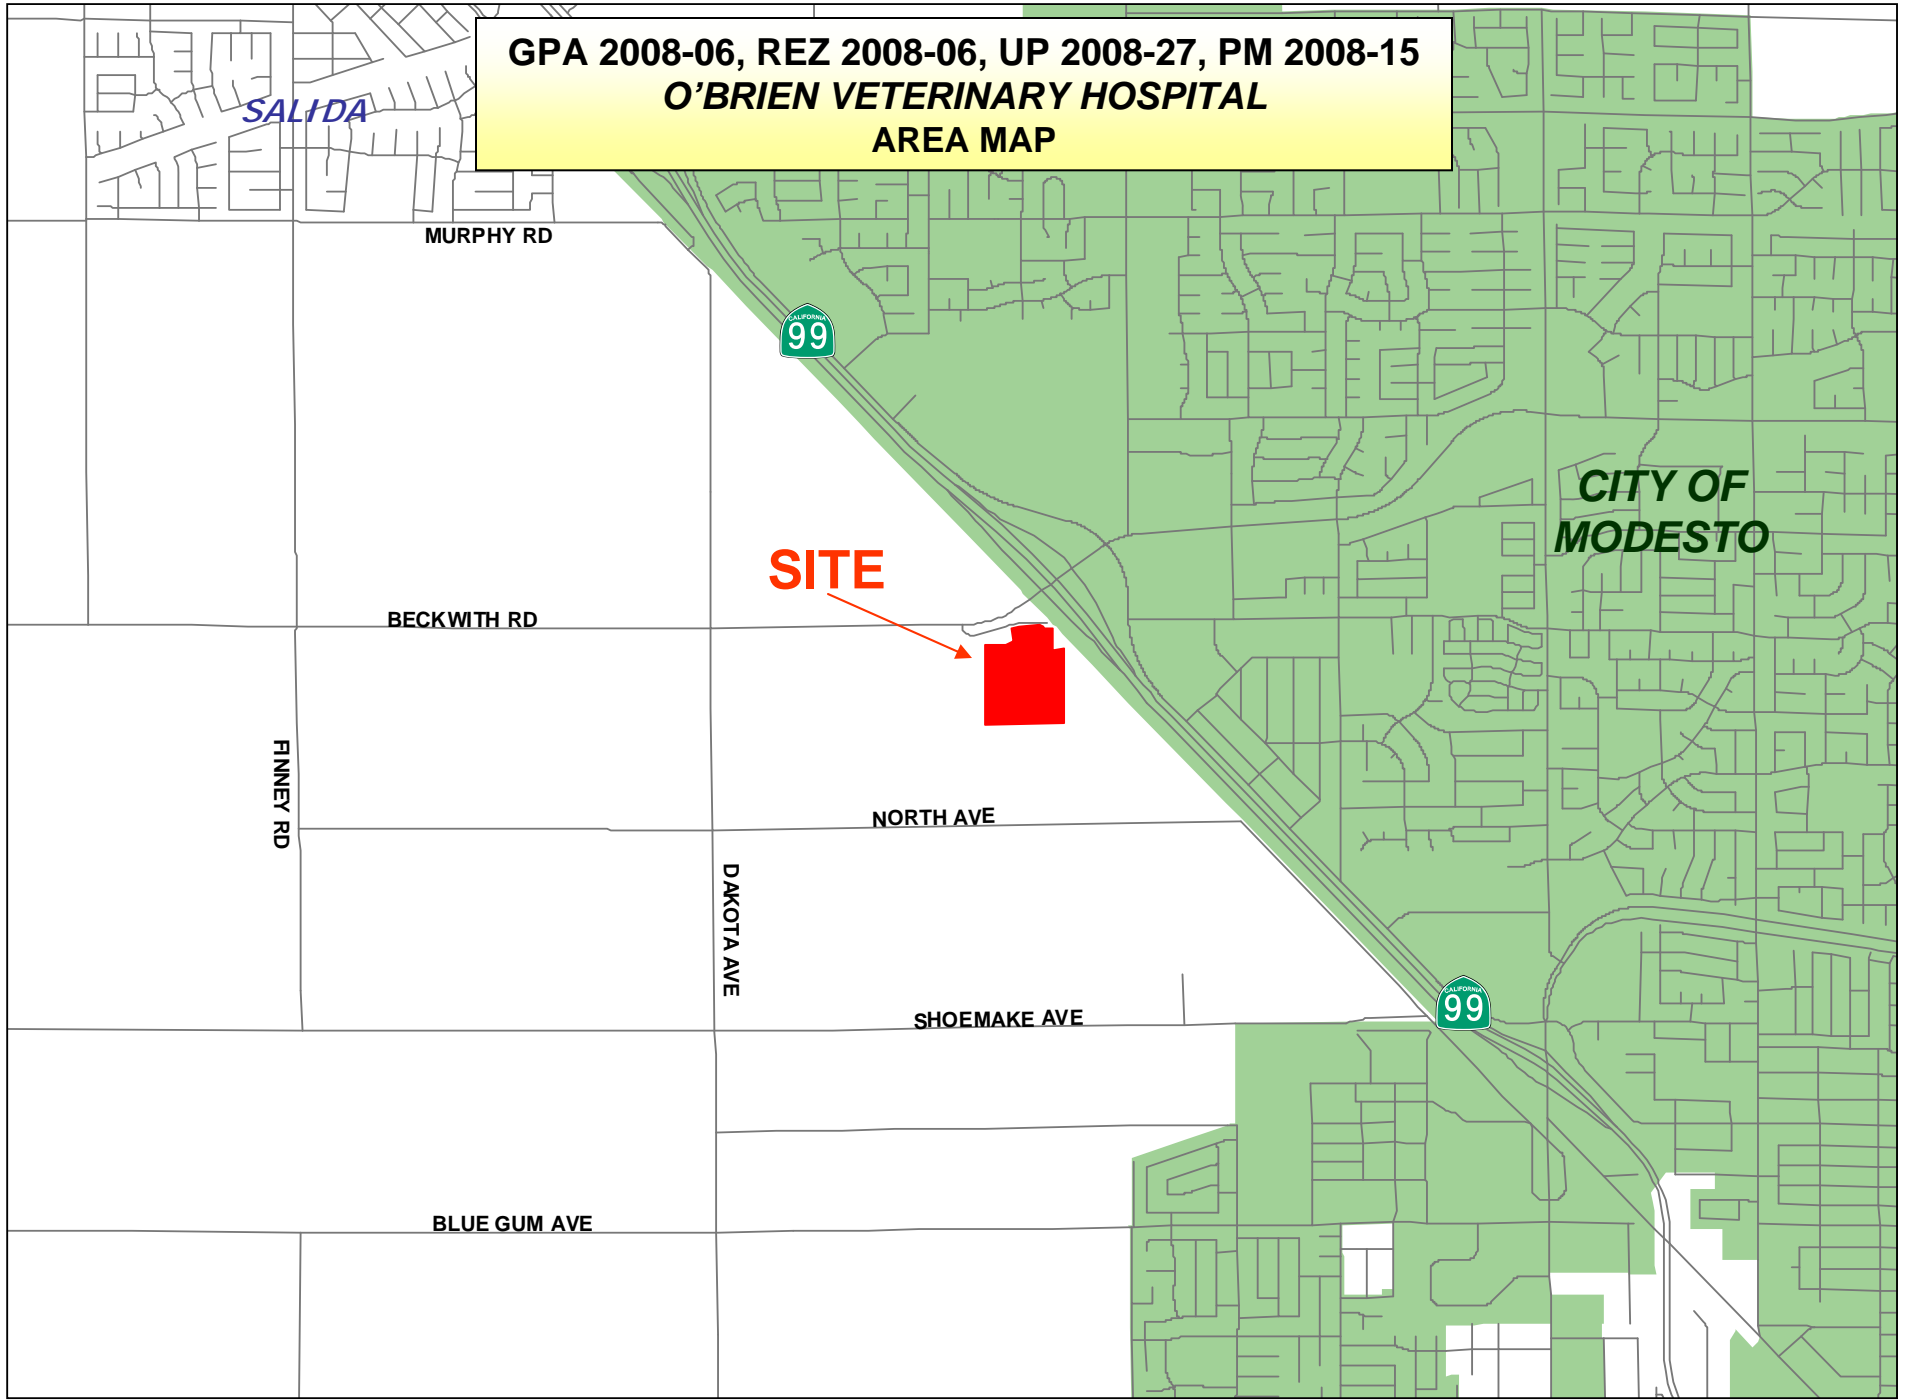 GPA 2008-06, REZ 2008-06, UP 2008-27, PM 2008-15
O'BRIEN VETERINARY HOSPITAL
AREA MAP
SALIDA
MURPHY RD
CALIFORNIA
99
CITY OF
MODESTO
SITE
BECKWITH RD
FINNEY RD
NORTH AVE
DAKOTA AVE
CALIFORNIA
99
SHOEMAKE AVE
BLUE GUM AVE